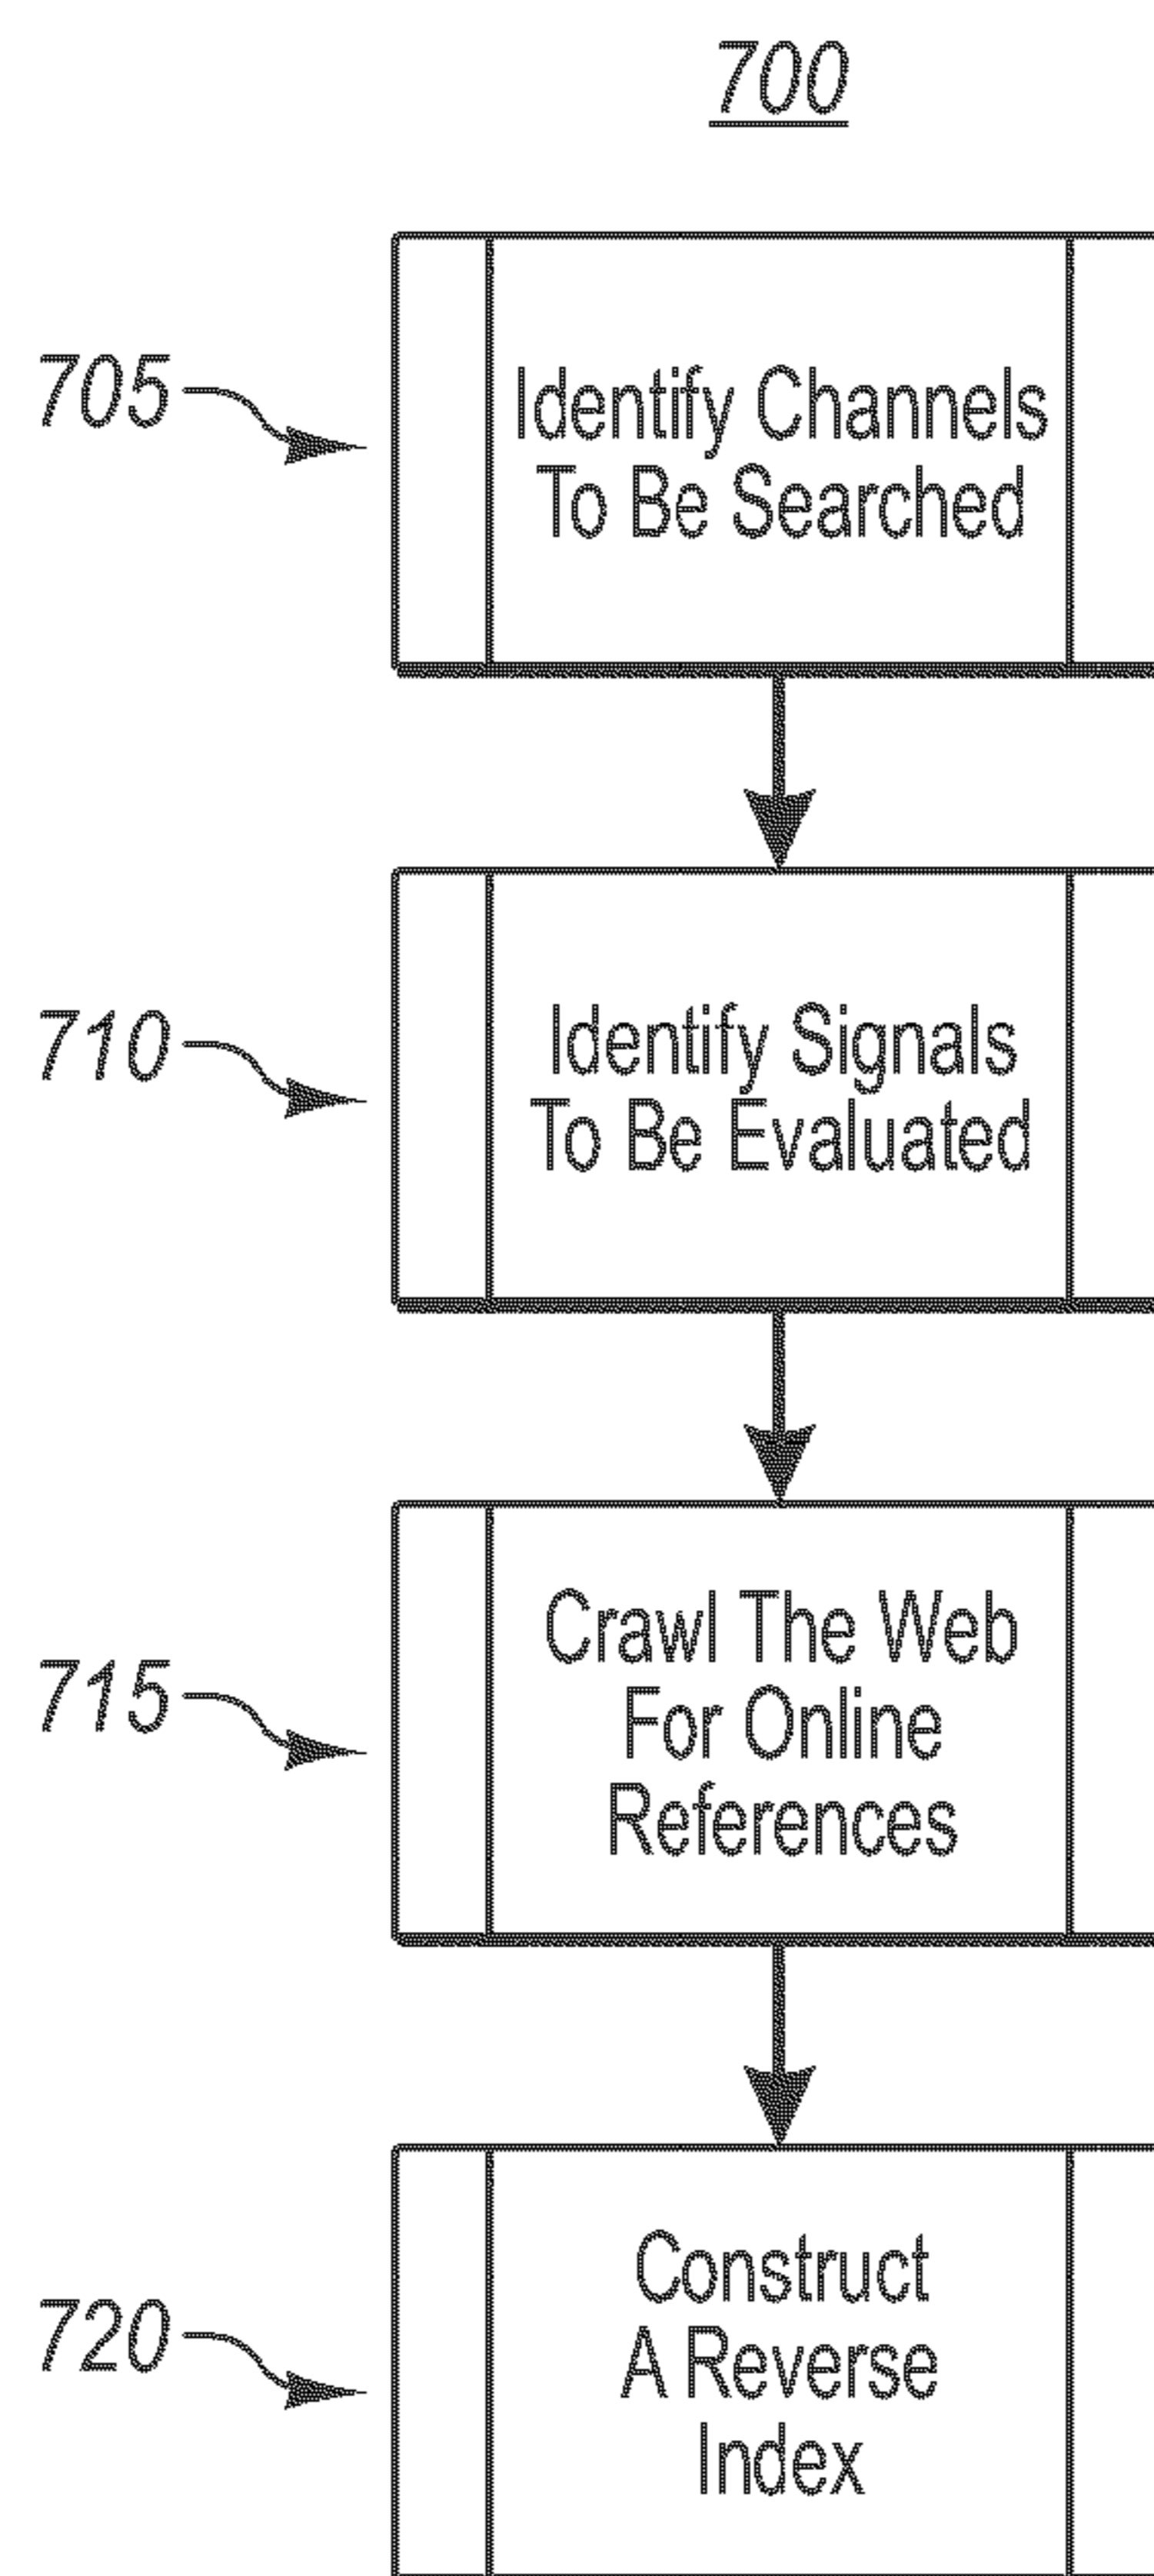 700
705
Identify Channels
To Be Searched
710
Identify Signals
To Be Evaluated
715
Crawl The Web
For Online
References
720
Construct
A Reverse
Index